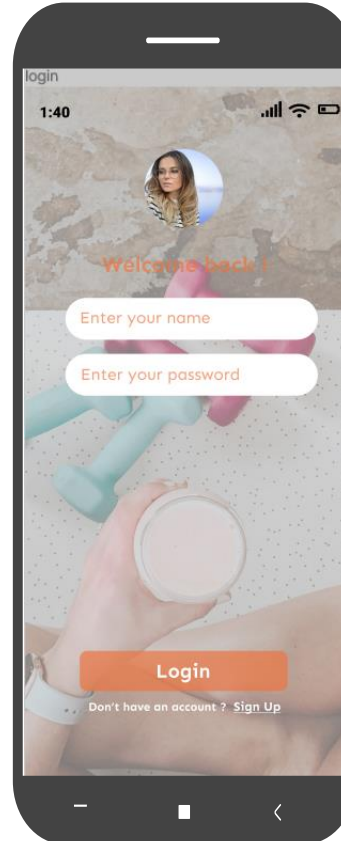 login
1:40
Welcome back !
Enter your name
Enter your password
Login
Don't have an account ? Sign Up